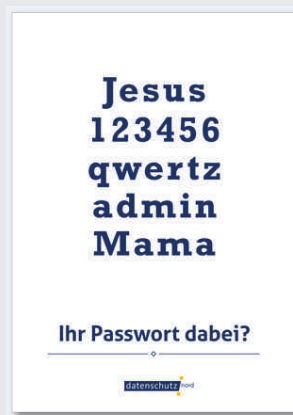 Jesus
123456
qwertz
admin
Mama
Ihr Passwort dabei?
datenschutz nord